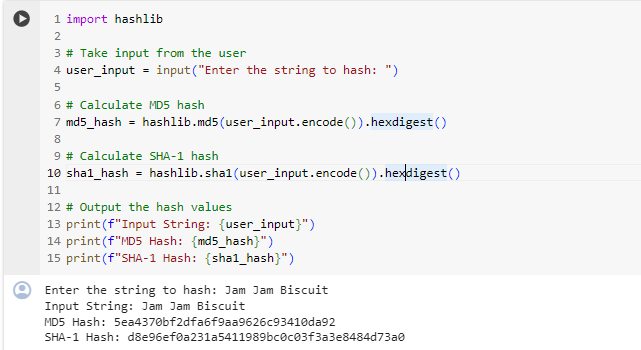 1 import hashlib
2
3 # Take input from the user
4 user_input = input("Enter the string to hash: ")
5
6 # Calculate MD5 hash
7 md5_hash = hashlib.md5(user_input.encode()).hexdigest()
8
9 # Calculate SHA-1 hash
10 sha1_hash = hashlib.sha1(user_input.encode()).hexdigest()
11
12 # Output the hash values
13 print(f"Input String: {user_input}")
14 print(f"MD5 Hash: {md5_hash}")
15 print(f"SHA-1 Hash: {sha1_hash}")
Enter the string to hash: Jam Jam Biscuit
Input String: Jam Jam Biscuit
MD5 Hash: 5ea4370bf2dfa6f9aa9626c93410da92
SHA-1 Hash: d8e96ef0a231a5411989bc0c03f3a3e8484d73a0